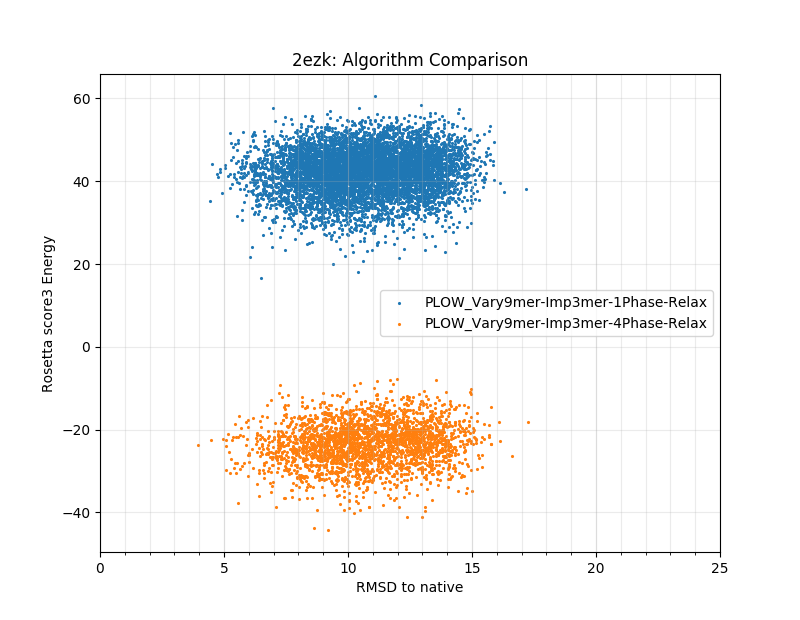 2ezk: Algorithm Comparison
60
40
20
0
−20
−40
Rosetta score3 Energy
PLOW_Vary9mer-Imp3mer-1Phase-Relax
PLOW_Vary9mer-Imp3mer-4Phase-Relax
0 5 10 15 20 25
RMSD to native